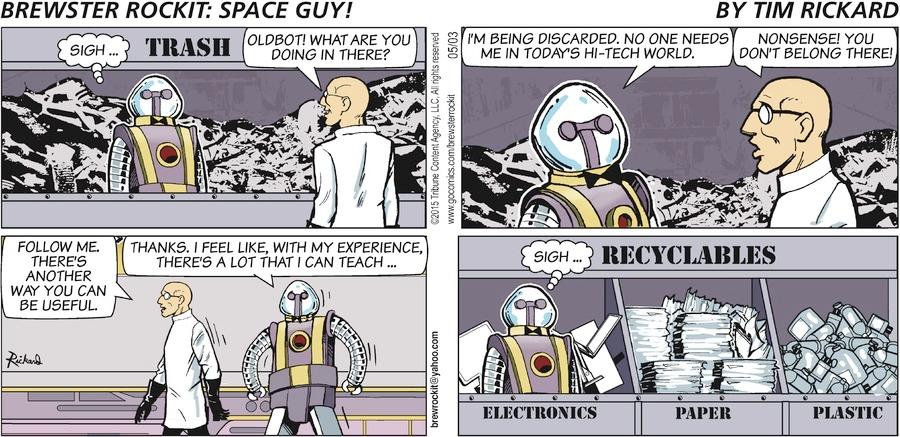 BREWSTER ROCKIT: SPACE GUY!
BY TIM RICKARD
SIGH ...
TRASH
OLDBOT! WHAT ARE YOU
DOING IN THERE?
©2015 Tribune Content Agency, LLC. All rights reserved
www.gocomics.com/brewsterrockit
05/03
I'M BEING DISCARDED. NO ONE NEEDS
ME IN TODAY'S HI-TECH WORLD.
NONSENSE! YOU
DON'T BELONG THERE!
FOLLOW ME.
THERE'S
ANOTHER
WAY YOU CAN
BE USEFUL.
THANKS. I FEEL LIKE, WITH MY EXPERIENCE,
THERE'S A LOT THAT I CAN TEACH ...
Rickard
brewrockit@yahoo.com
SIGH ...
RECYCLABLES
ELECTRONICS
PAPER
PLASTIC